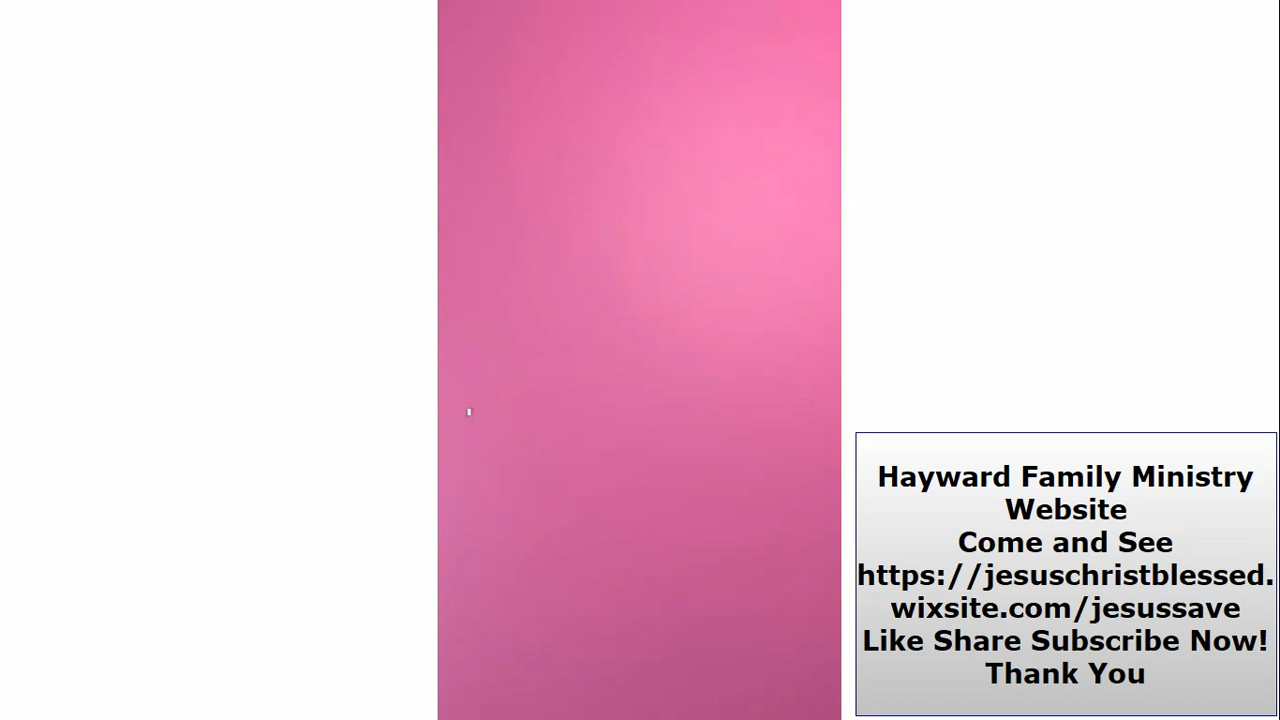 Hayward Family Ministry
Website
Come and See
https://jesuschristblessed.
wixsite.com/jesussave
Like Share Subscribe Now!
Thank You